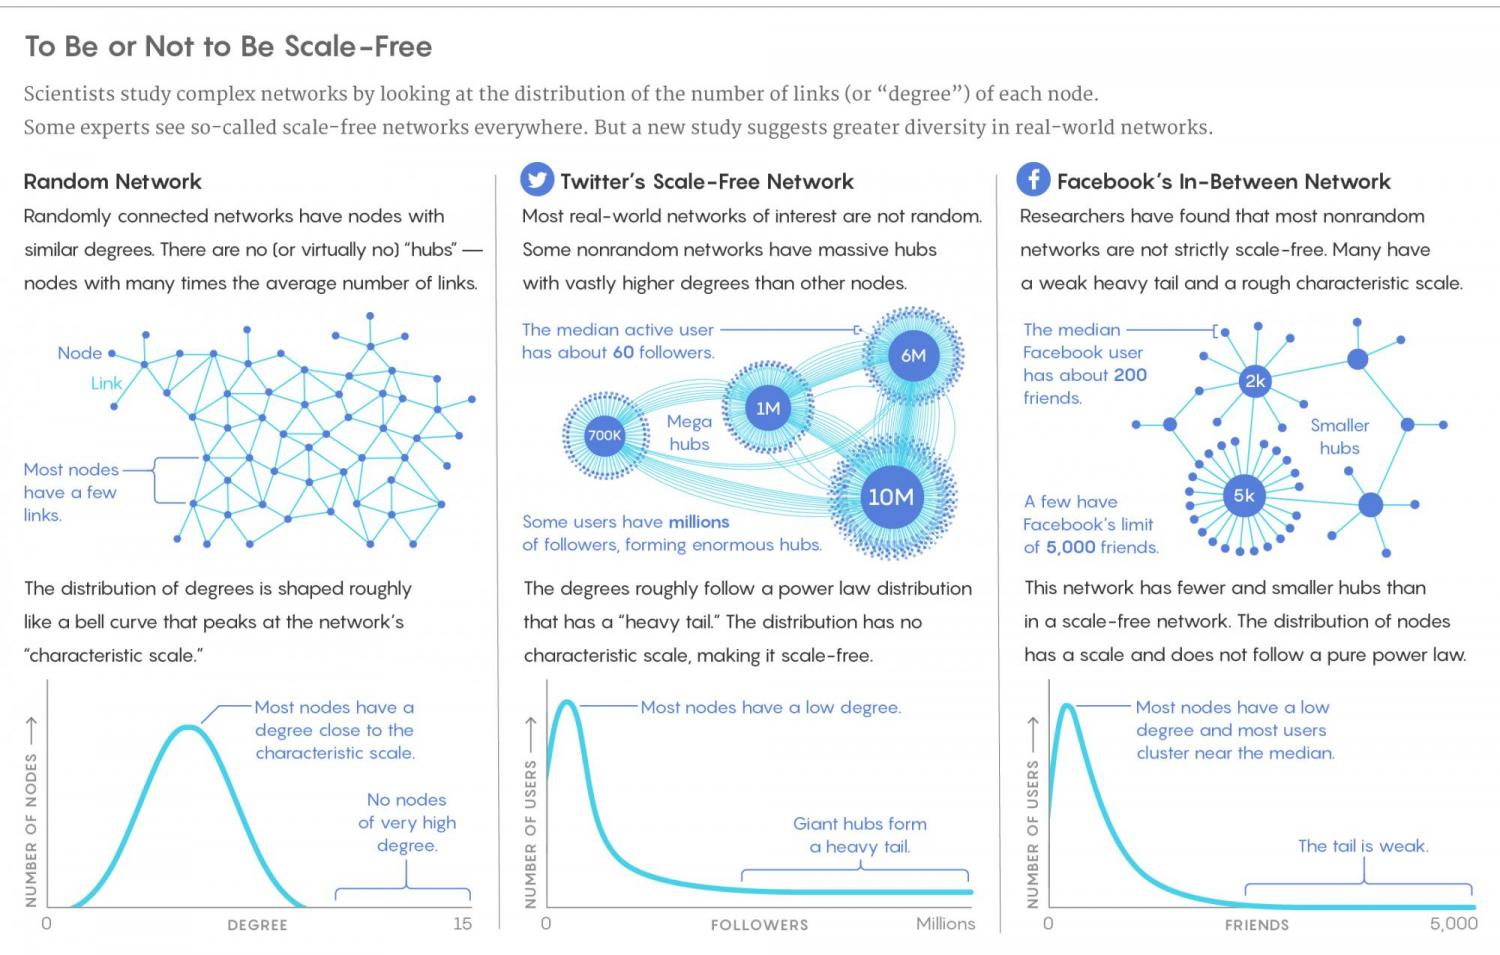 To Be or Not to Be Scale-Free
Scientists study complex networks by looking at the distribution of the number of links (or “degree”) of each node.
Some experts see so-called scale-free networks everywhere. But a new study suggests greater diversity in real-world networks.
Random Network
Randomly connected networks have nodes with
similar degrees. There are no (or virtually no) “hubs” —
nodes with many times the average number of links.
Node
Link
Most nodes
have a few
links.
The distribution of degrees is shaped roughly
like a bell curve that peaks at the network’s
“characteristic scale.”
Most nodes have a
degree close to the
characteristic scale.
No nodes
of very high
degree.
NUMBER OF NODES
0
DEGREE
15
Twitter’s Scale-Free Network
Most real-world networks of interest are not random.
Some nonrandom networks have massive hubs
with vastly higher degrees than other nodes.
The median active user
has about 60 followers.
6M
1M
700K
Mega
hubs
10M
Some users have millions
of followers, forming enormous hubs.
The degrees roughly follow a power law distribution
that has a “heavy tail.” The distribution has no
characteristic scale, making it scale-free.
Most nodes have a low degree.
Giant hubs form
a heavy tail.
NUMBER OF USERS
0
FOLLOWERS
Millions
Facebook’s In-Between Network
Researchers have found that most nonrandom
networks are not strictly scale-free. Many have
a weak heavy tail and a rough characteristic scale.
The median
Facebook user
has about 200
friends.
2k
Smaller
hubs
5k
A few have
Facebook’s limit
of 5,000 friends.
This network has fewer and smaller hubs than
in a scale-free network. The distribution of nodes
has a scale and does not follow a pure power law.
Most nodes have a low
degree and most users
cluster near the median.
The tail is weak.
NUMBER OF USERS
0
FRIENDS
5,000